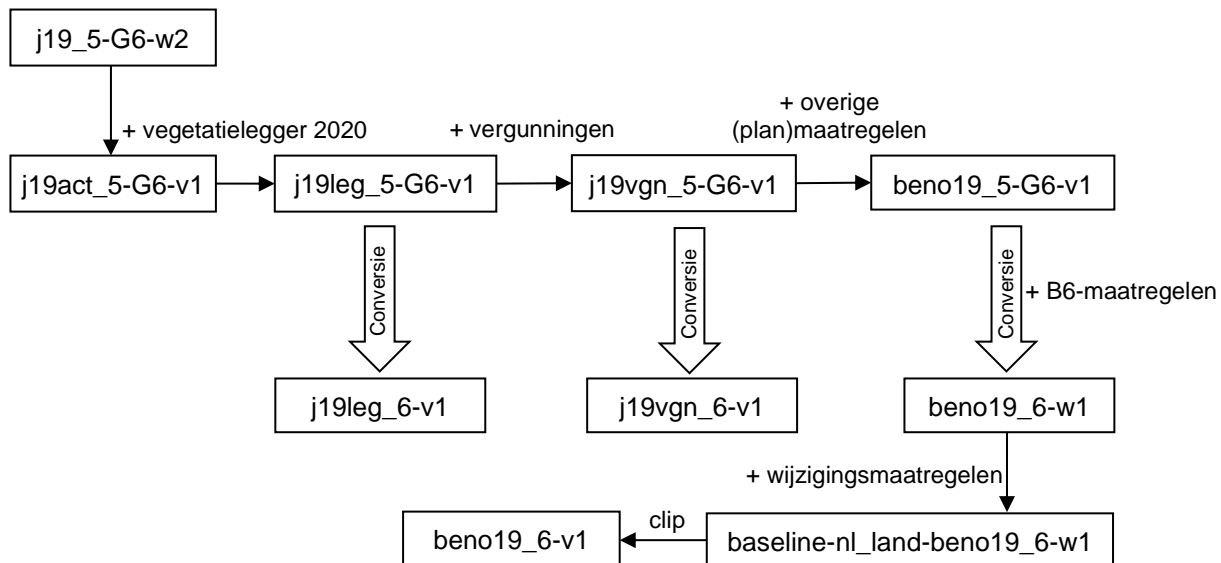 j19_5-G6-w2
+ vegetatielegger 2020
+ vergunningen
+ overige
(plan)maatregelen
j19act_5-G6-v1
j19leg_5-G6-v1
j19vgn_5-G6-v1
beno19_5-G6-v1
Conversie
Conversie
Conversie
+ B6-maatregelen
j19leg_6-v1
j19vgn_6-v1
beno19_6-w1
+ wijzigingsmaatregelen
beno19_6-v1
clip
baseline-nl_land-beno19_6-w1